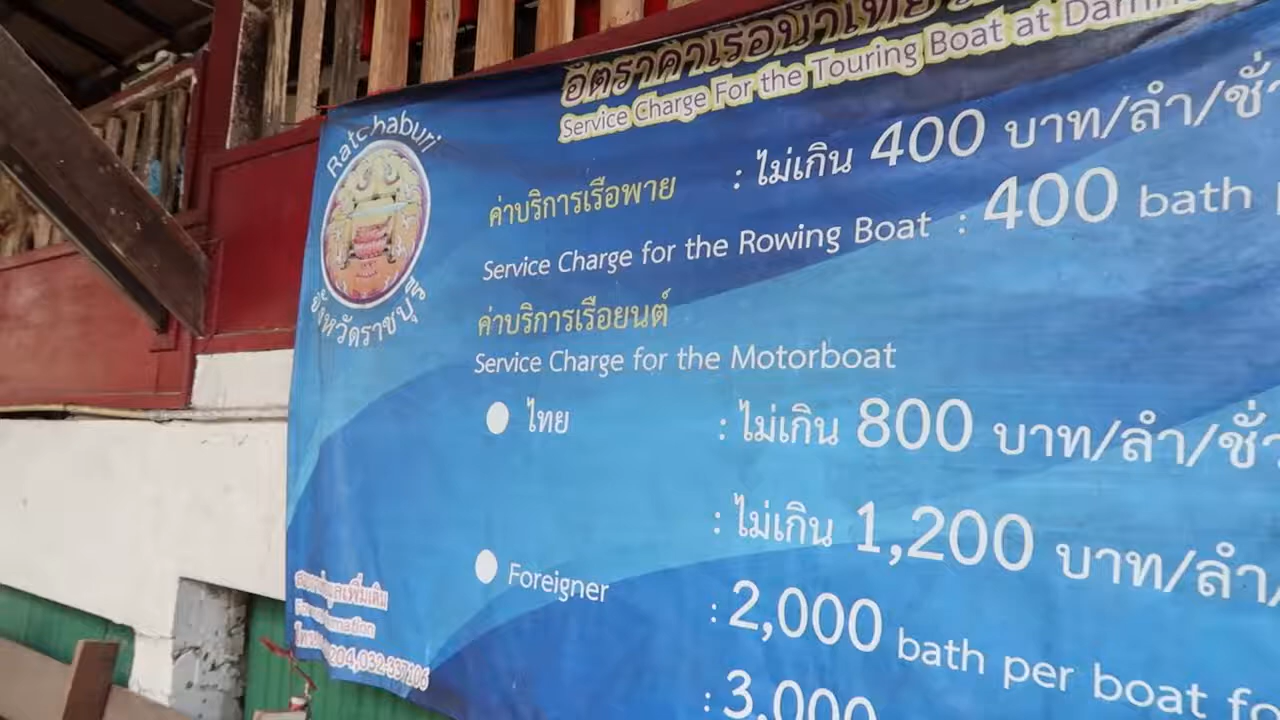 อัตราค่าเรือนำเที่ยว
Service Charge For the Touring Boat at
Ratchaburi
จังหวัดราชบุรี
ค่าบริการเรือพาย : ไม่เกิน 400 บาท/ลำ/ชั่
Service Charge for the Rowing Boat : 400 bath
ค่าบริการเรือยนต์
Service Charge for the Motorboat
ไทย : ไม่เกิน 800 บาท/ลำ/ชั่ว
: ไม่เกิน 1,200 บาท/ลำ/
Foreigner
: 2,000 bath per boat fo
: 3,000
204,032-337106